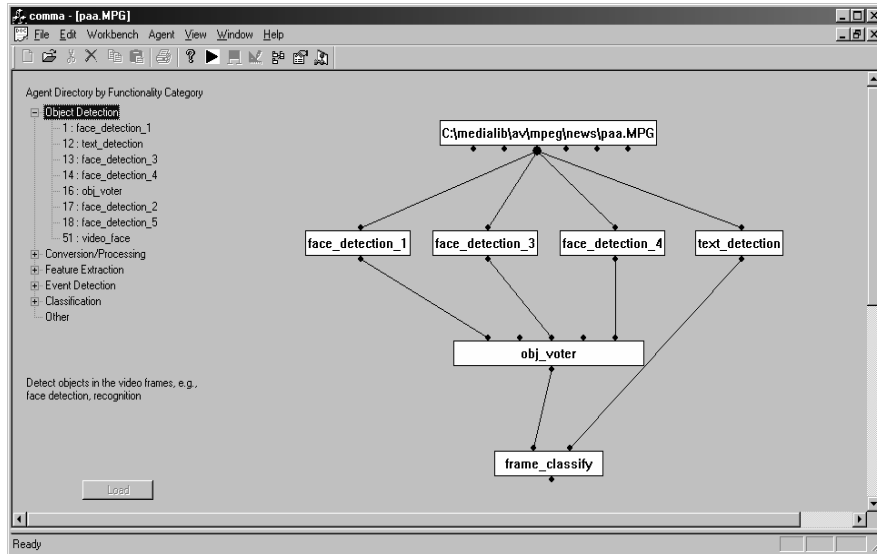 comma - [paa.MPG]
File Edit Workbench Agent View Window Help
Agent Directory by Functionality Category
Object Detection
1 : face_detection_1
12 : text_detection
13 : face_detection_3
14 : face_detection_4
16 : obj_voter
17 : face_detection_2
18 : face_detection_5
51 : video_face
Conversion/Processing
Feature Extraction
Event Detection
Classification
Other
Detect objects in the video frames, e.g.,
face detection, recognition
Load
C:\medialib\av\mpeg\news\paa.MPG
face_detection_1 face_detection_3 face_detection_4 text_detection
obj_voter
frame_classify
Ready